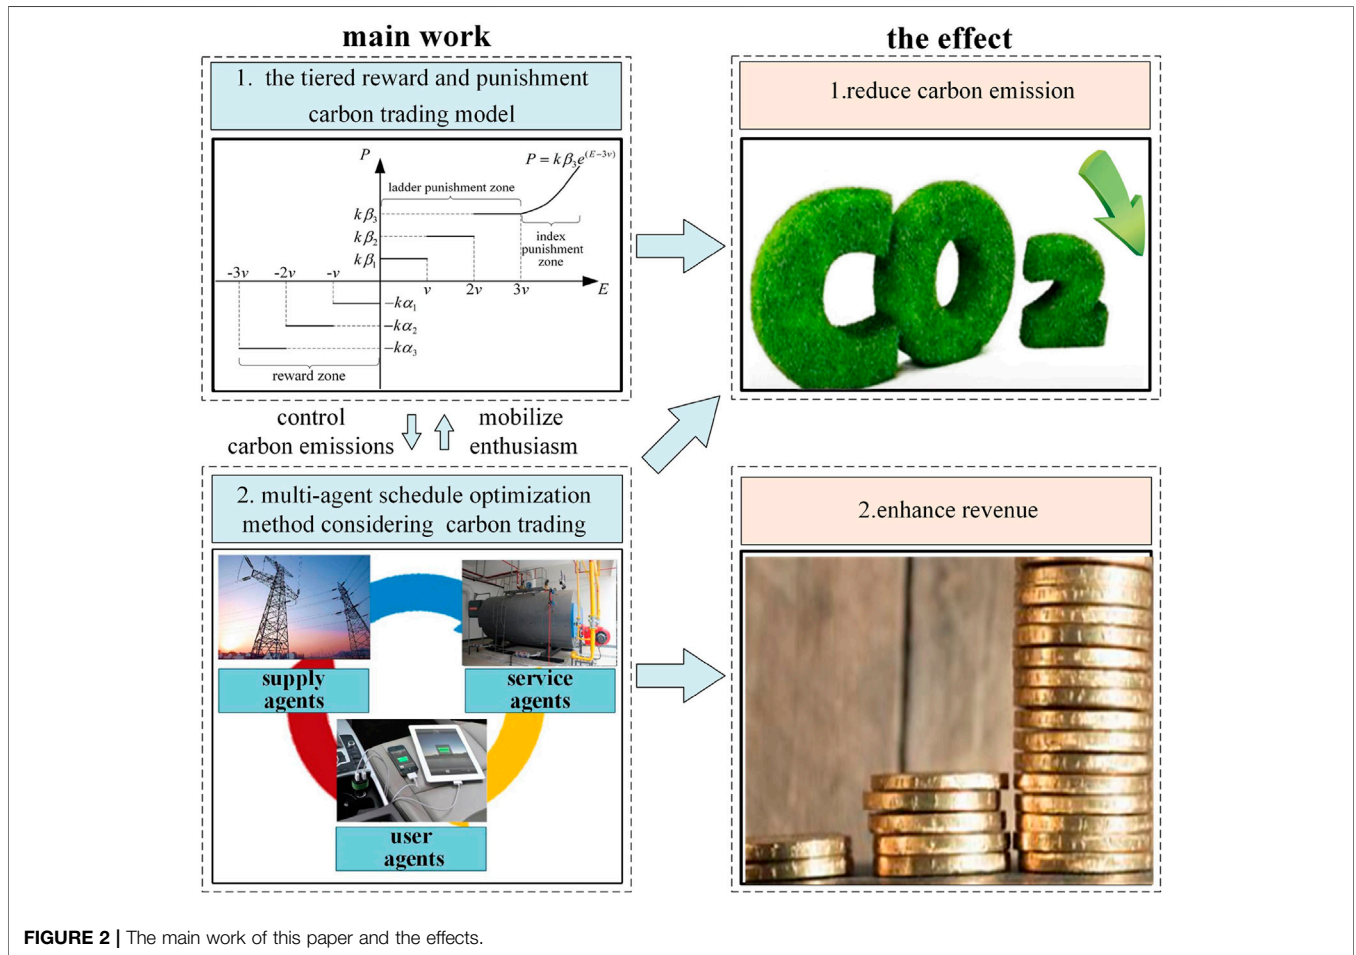 main work
the effect
1. the tiered reward and punishment
carbon trading model
1.reduce carbon emission
P
P = kβ₃e^(E−3v)
ladder punishment zone
kβ₃
kβ₂
kβ₁
index
punishment
zone
-3v -2v -v
v 2v 3v E
−kα₁
−kα₂
−kα₃
reward zone
CO2
control
carbon emissions
mobilize
enthusiasm
2. multi-agent schedule optimization
method considering carbon trading
2.enhance revenue
supply
agents
service
agents
user
agents
FIGURE 2 | The main work of this paper and the effects.